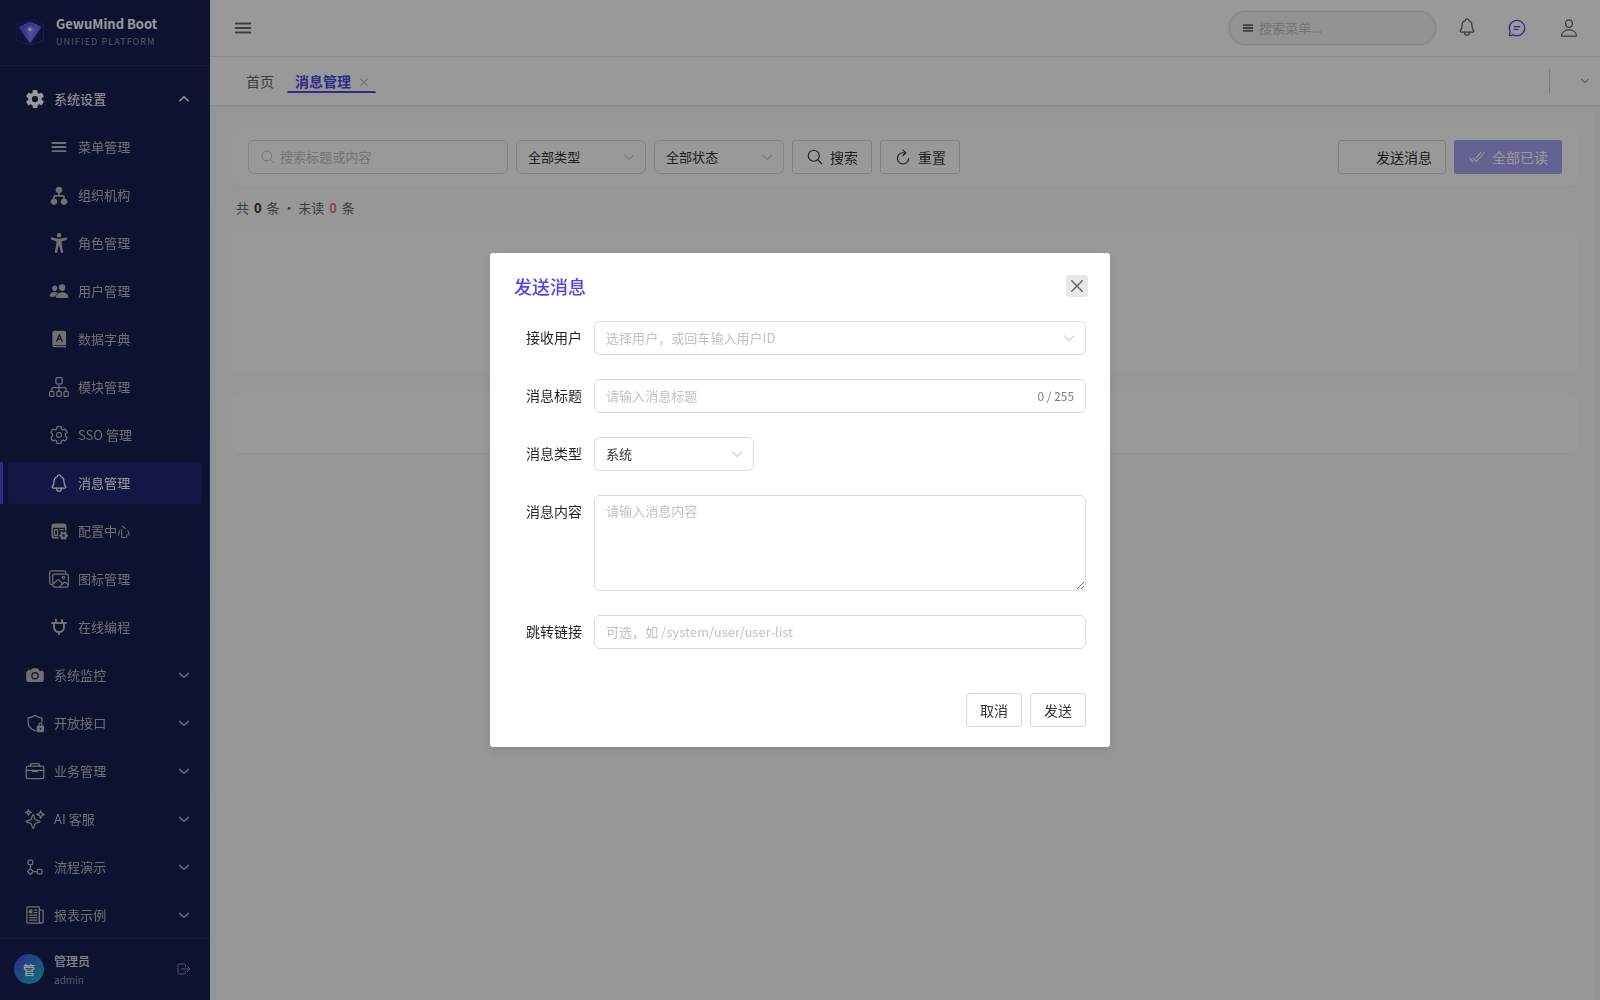 GewuMind Boot
UNIFIED PLATFORM
系统设置
菜单管理
组织机构
角色管理
用户管理
数据字典
模块管理
SSO 管理
消息管理
配置中心
图标管理
在线编程
系统监控
开放接口
业务管理
AI 客服
流程演示
报表示例
管
管理员
admin
搜索菜单...
首页
消息管理
搜索标题或内容
全部类型
全部状态
搜索
重置
发送消息
全部已读
共 0 条 · 未读 0 条
发送消息
接收用户
选择用户，或回车输入用户ID
消息标题
请输入消息标题
0 / 255
消息类型
系统
消息内容
请输入消息内容
跳转链接
可选，如 /system/user/user-list
取消
发送